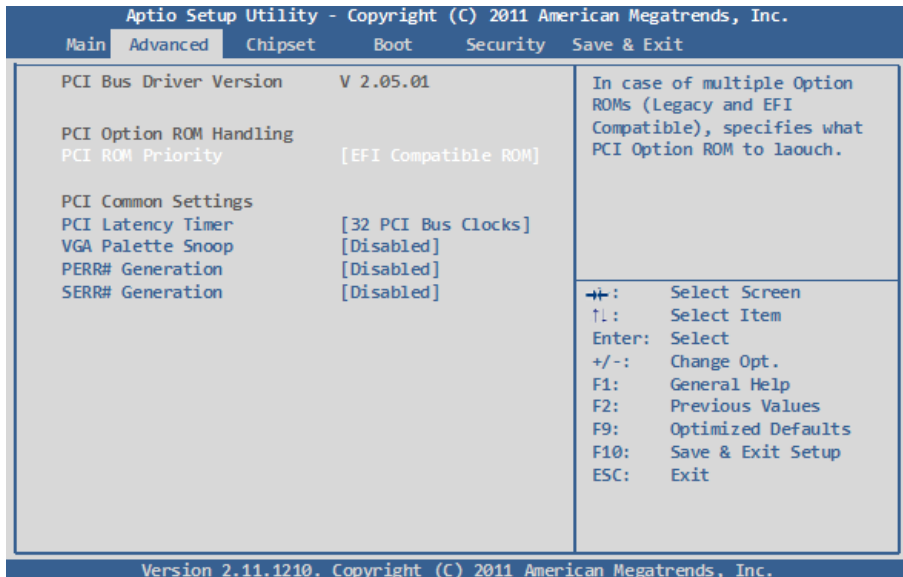 Aptio Setup Utility - Copyright (C) 2011 American Megatrends, Inc.
Main Advanced Chipset Boot Security Save & Exit
PCI Bus Driver Version V 2.05.01
PCI Option ROM Handling
PCI ROM Priority [EFI Compatible ROM]
PCI Common Settings
PCI Latency Timer [32 PCI Bus Clocks]
VGA Palette Snoop [Disabled]
PERR# Generation [Disabled]
SERR# Generation [Disabled]
In case of multiple Option
ROMs (Legacy and EFI
Compatible), specifies what
PCI Option ROM to laouch.
→←: Select Screen
↑↓: Select Item
Enter: Select
+/-: Change Opt.
F1: General Help
F2: Previous Values
F9: Optimized Defaults
F10: Save & Exit Setup
ESC: Exit
Version 2.11.1210. Copyright (C) 2011 American Megatrends, Inc.